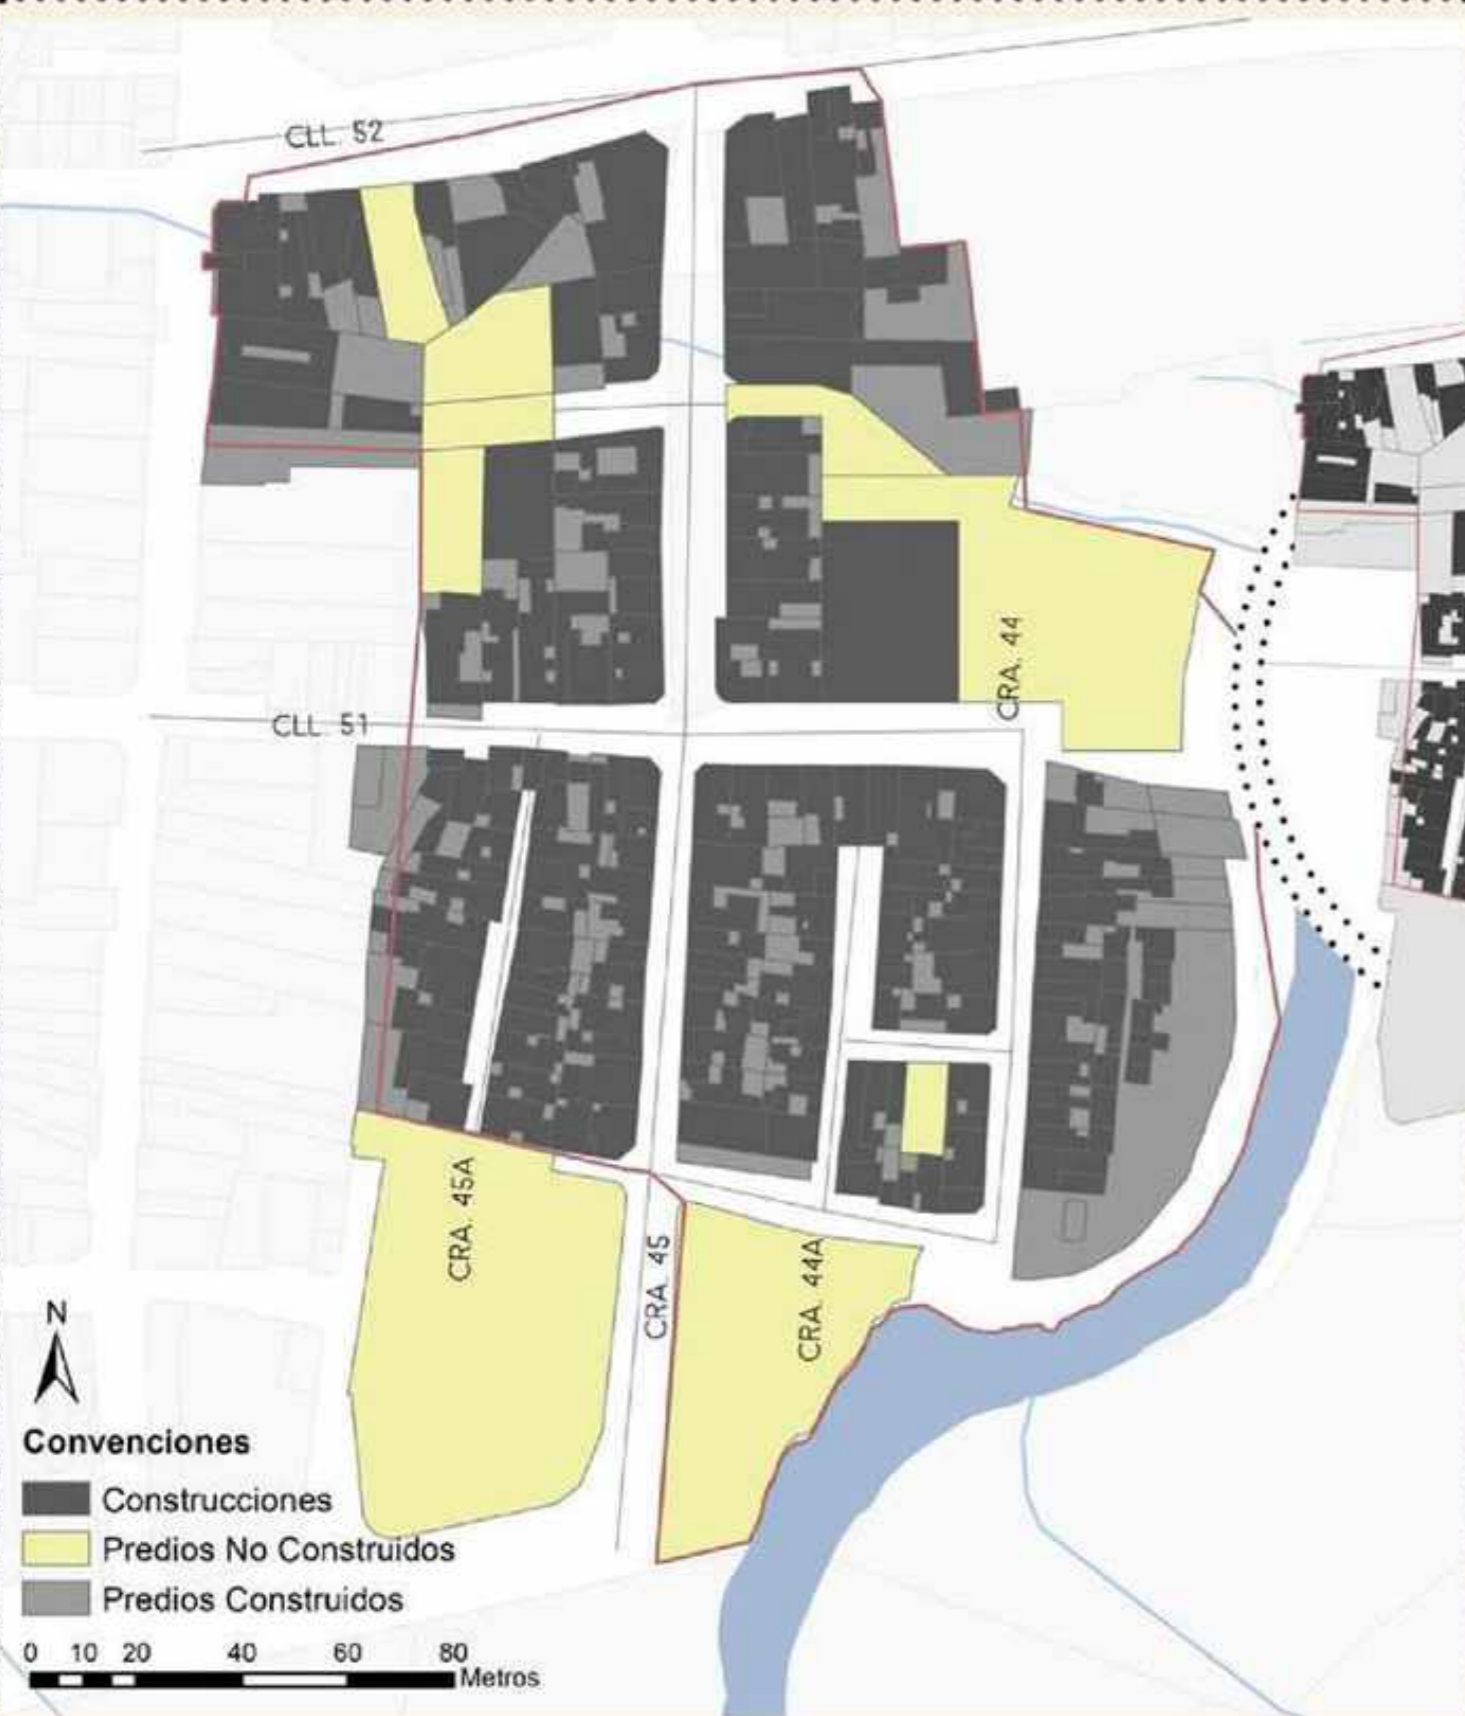 CLL. 52
CRA. 44
CLL. 51
CRA. 45A
CRA. 45
CRA. 44A
N
Convenciones
Construcciones
Predios No Construidos
Predios Construidos
0 10 20 40 60 80
Metros